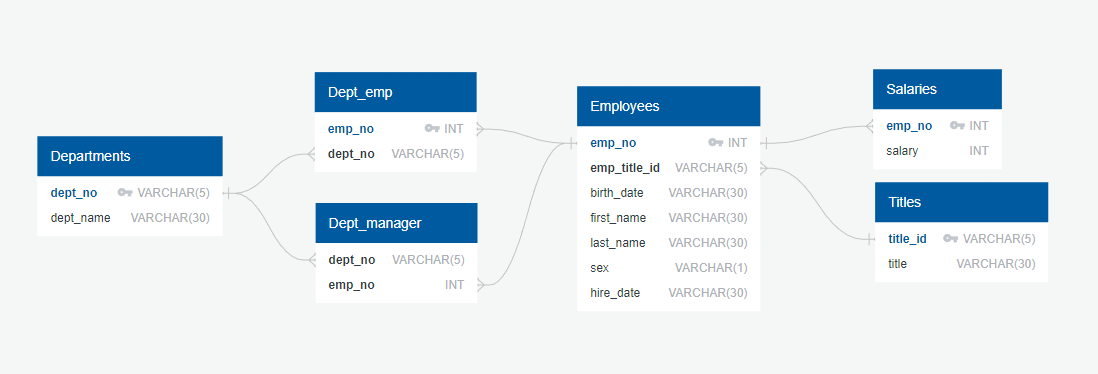 Departments
dept_no VARCHAR(5)
dept_name VARCHAR(30)
Dept_emp
emp_no INT
dept_no VARCHAR(5)
Dept_manager
dept_no VARCHAR(5)
emp_no INT
Employees
emp_no INT
emp_title_id VARCHAR(5)
birth_date VARCHAR(30)
first_name VARCHAR(30)
last_name VARCHAR(30)
sex VARCHAR(1)
hire_date VARCHAR(30)
Salaries
emp_no INT
salary INT
Titles
title_id VARCHAR(5)
title VARCHAR(30)